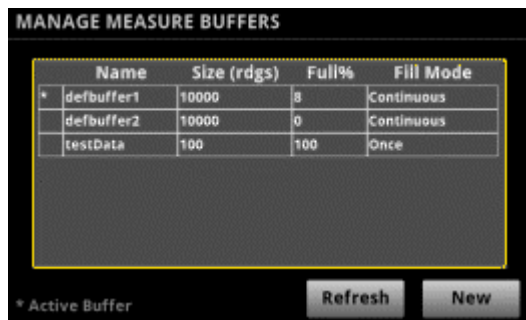 MANAGE MEASURE BUFFERS
Name Size (rdgs) Full% Fill Mode
* defbuffer1 10000 8 Continuous
defbuffer2 10000 0 Continuous
testData 100 100 Once
* Active Buffer Refresh New